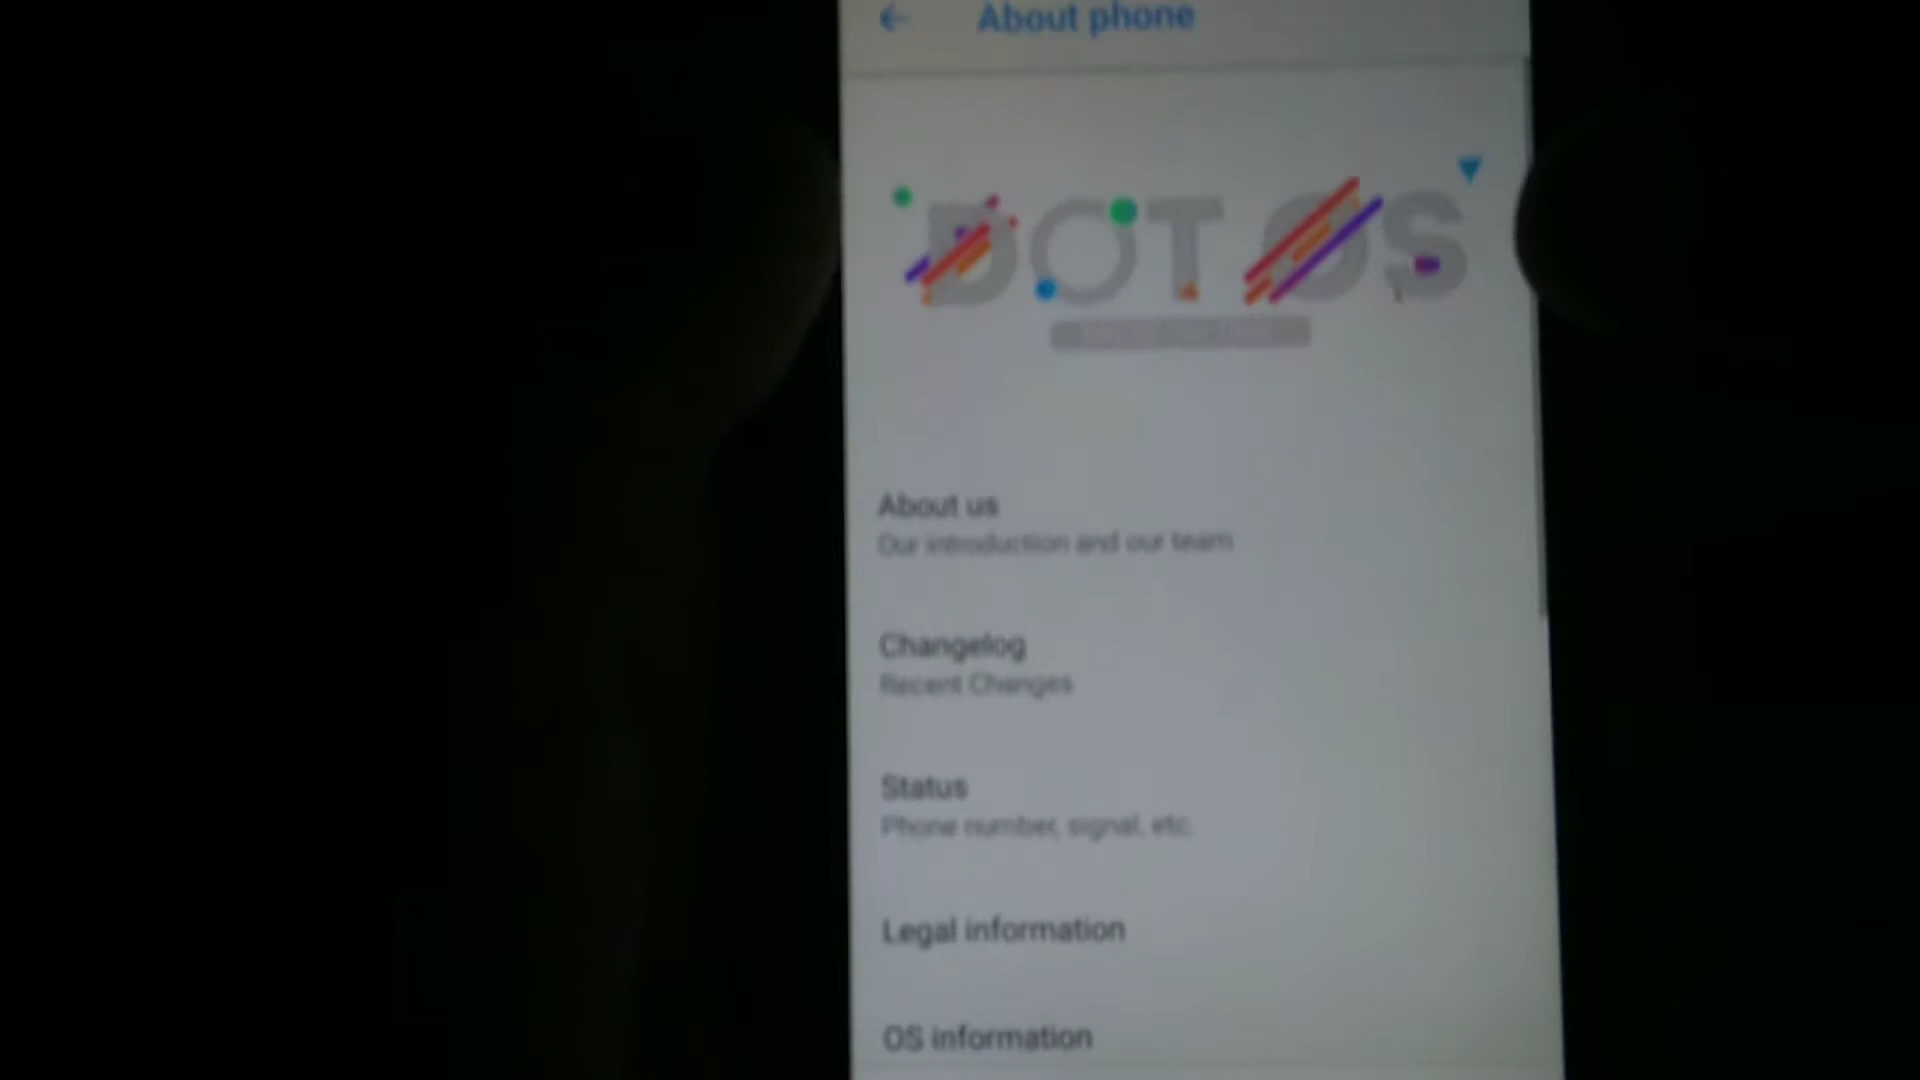 About phone
DOT OS
About us
Our introduction and our team
Changelog
Recent Changes
Status
Phone number, signal, etc.
Legal information
OS information